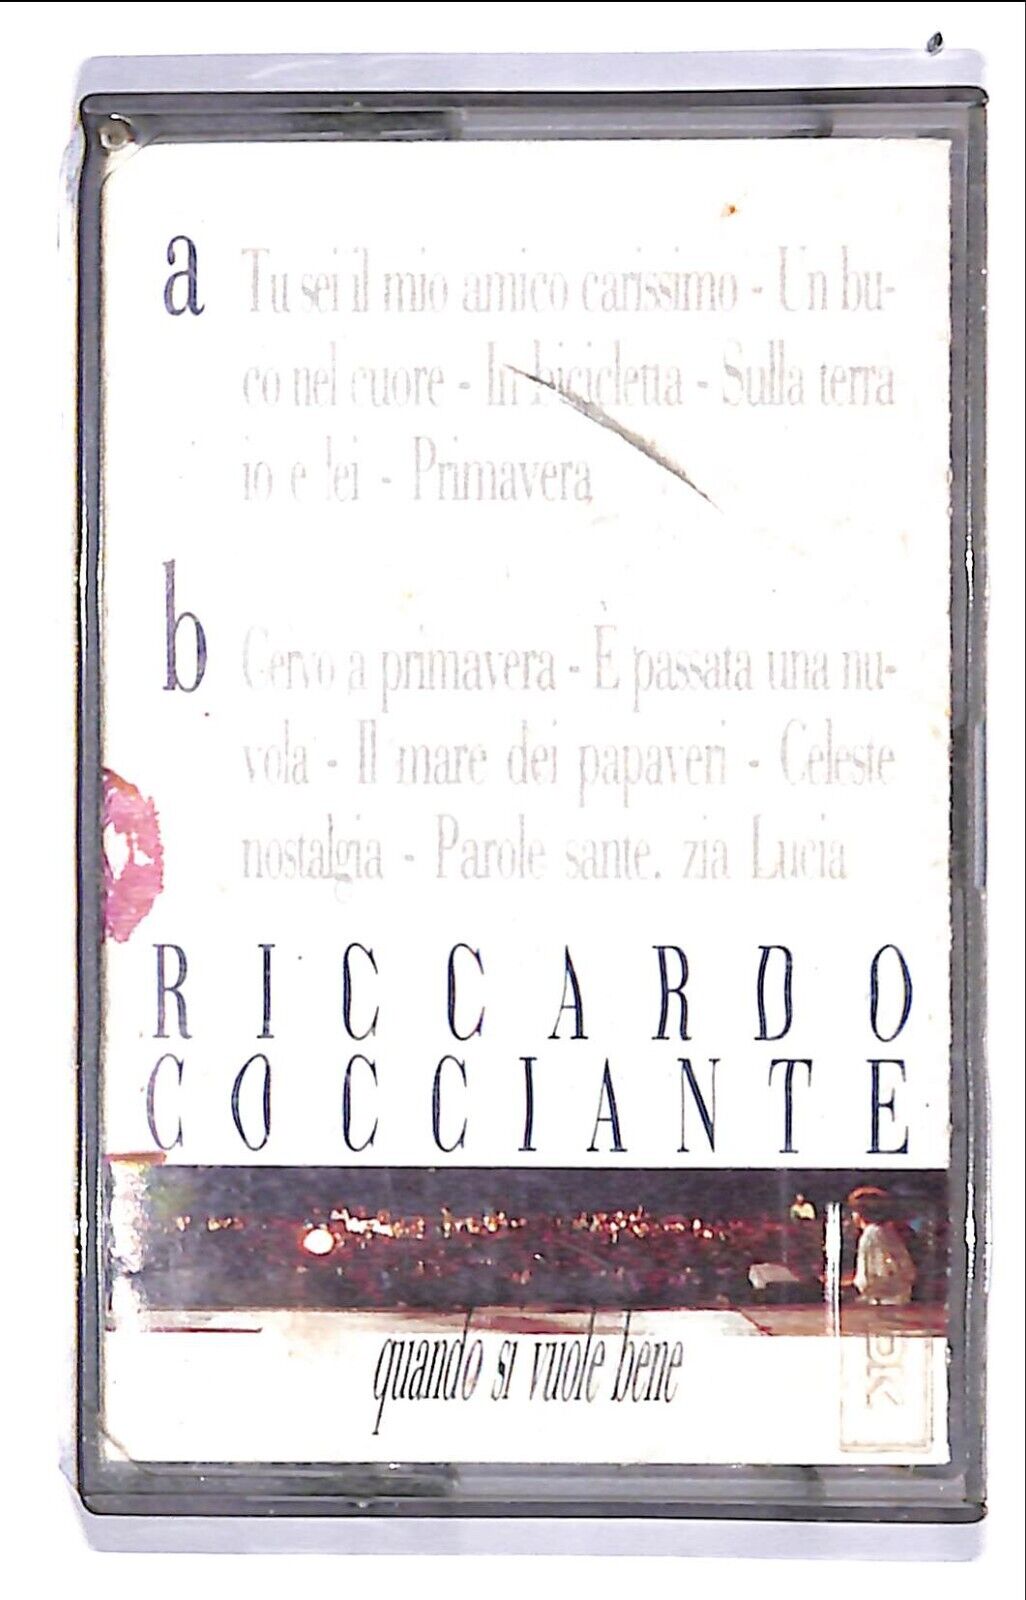 a
Tu sei il mio amico carissimo - Un bu-
co nel cuore - In bicicletta - Sulla terra
io e lei - Primavera
b
Cervo a primavera - È passata una nu-
vola - Il mare dei papaveri - Celeste
nostalgia - Parole sante, zia Lucia
RICCARDO
COCCIANTE
quando si vuole bene